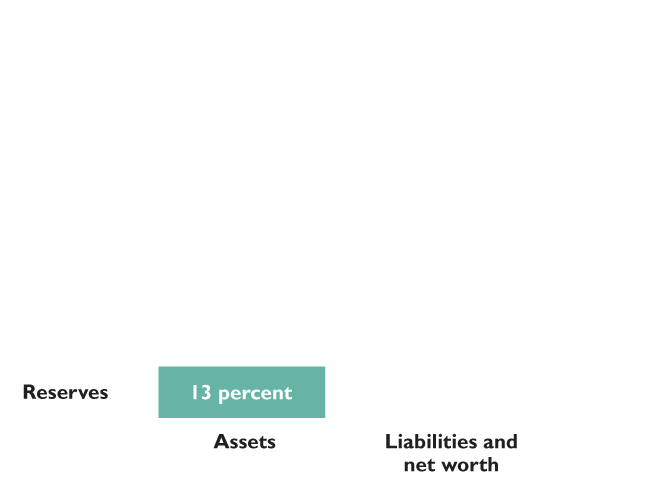 Reserves
13 percent
Assets
Liabilities and
net worth